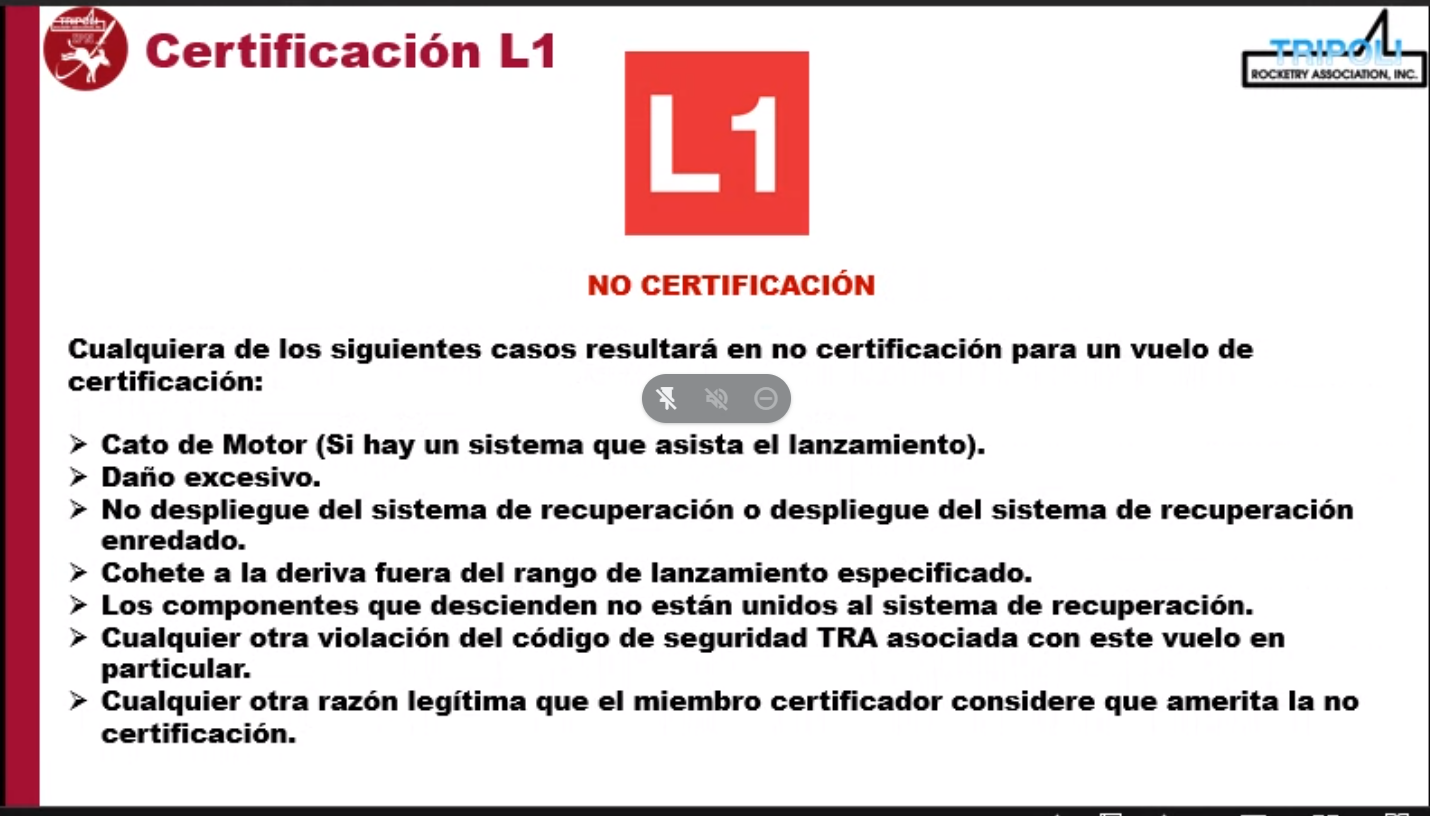 TRIPOLI
Certificación L1
TRIPOLI
ROCKETRY ASSOCIATION, INC.
L1
NO CERTIFICACIÓN
Cualquiera de los siguientes casos resultará en no certificación para un vuelo de
certificación:
➢ Cato de Motor (Si hay un sistema que asista el lanzamiento).
➢ Daño excesivo.
➢ No despliegue del sistema de recuperación o despliegue del sistema de recuperación
enredado.
➢ Cohete a la deriva fuera del rango de lanzamiento especificado.
➢ Los componentes que descienden no están unidos al sistema de recuperación.
➢ Cualquier otra violación del código de seguridad TRA asociada con este vuelo en
particular.
➢ Cualquier otra razón legítima que el miembro certificador considere que amerita la no
certificación.